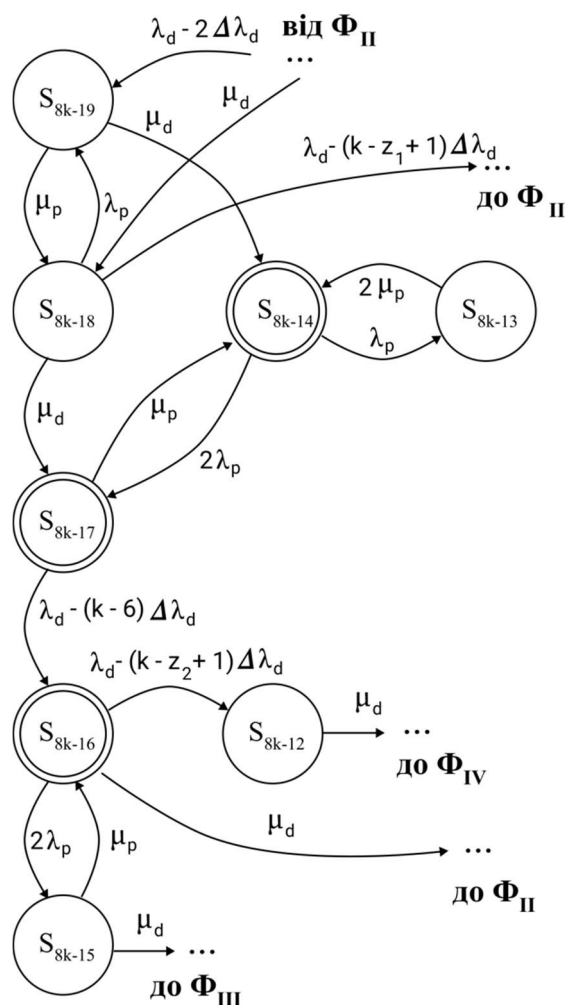 λd - 2 Δλd від ΦII
...
S8k-19 μd μd
λd - (k - z1 + 1) Δλd
...
μp λp до ΦII
S8k-18 S8k-14 2 μp S8k-13
λp
μd μp
2λp
S8k-17
λd - (k - 6) Δλd
λd - (k - z2 + 1) Δλd
S8k-16 S8k-12 μd ...
до ΦIV
2λp μp μd
...
до ΦII
S8k-15 μd ...
до ΦIII